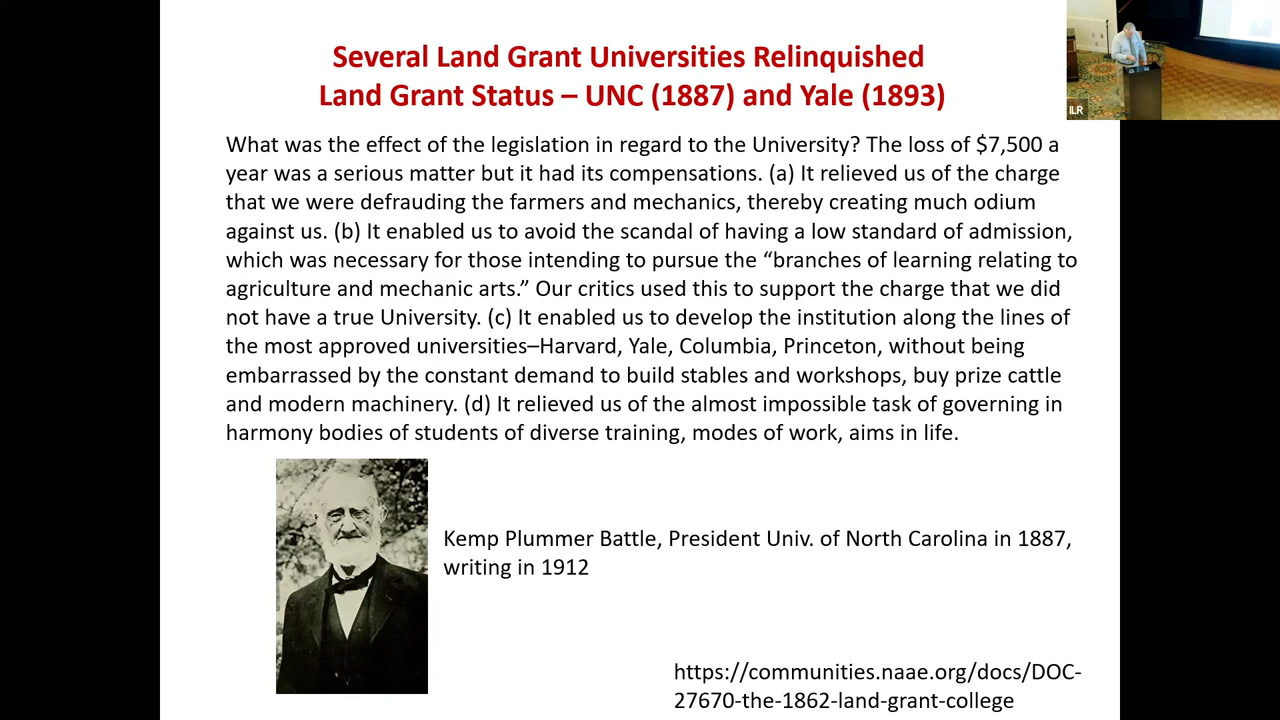 Several Land Grant Universities Relinquished
Land Grant Status – UNC (1887) and Yale (1893)
What was the effect of the legislation in regard to the University? The loss of $7,500 a
year was a serious matter but it had its compensations. (a) It relieved us of the charge
that we were defrauding the farmers and mechanics, thereby creating much odium
against us. (b) It enabled us to avoid the scandal of having a low standard of admission,
which was necessary for those intending to pursue the “branches of learning relating to
agriculture and mechanic arts.” Our critics used this to support the charge that we did
not have a true University. (c) It enabled us to develop the institution along the lines of
the most approved universities–Harvard, Yale, Columbia, Princeton, without being
embarrassed by the constant demand to build stables and workshops, buy prize cattle
and modern machinery. (d) It relieved us of the almost impossible task of governing in
harmony bodies of students of diverse training, modes of work, aims in life.
Kemp Plummer Battle, President Univ. of North Carolina in 1887,
writing in 1912
https://communities.naae.org/docs/DOC-
27670-the-1862-land-grant-college
ILR